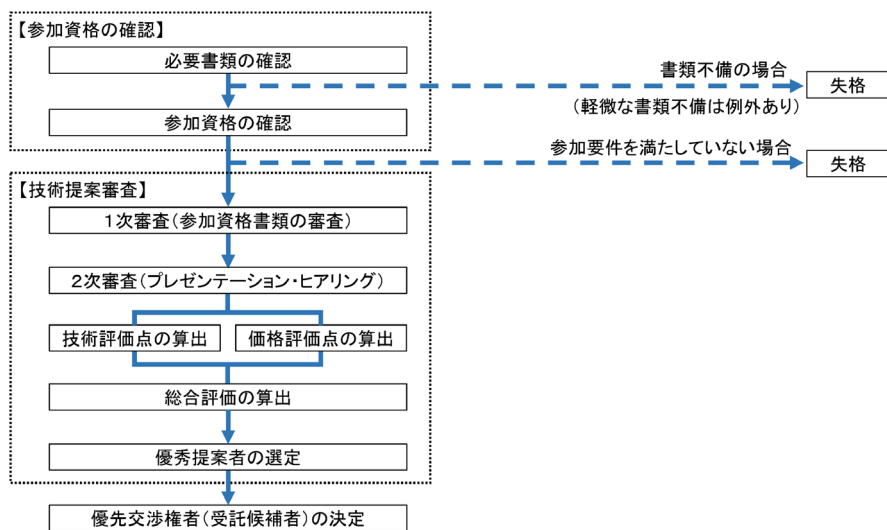 【参加資格の確認】
必要書類の確認
書類不備の場合
失格
(軽微な書類不備は例外あり)
参加資格の確認
参加要件を満たしていない場合
失格
【技術提案審査】
1次審査(参加資格書類の審査)
2次審査(プレゼンテーション・ヒアリング)
技術評価点の算出
価格評価点の算出
総合評価の算出
優秀提案者の選定
優先交渉権者(受託候補者)の決定